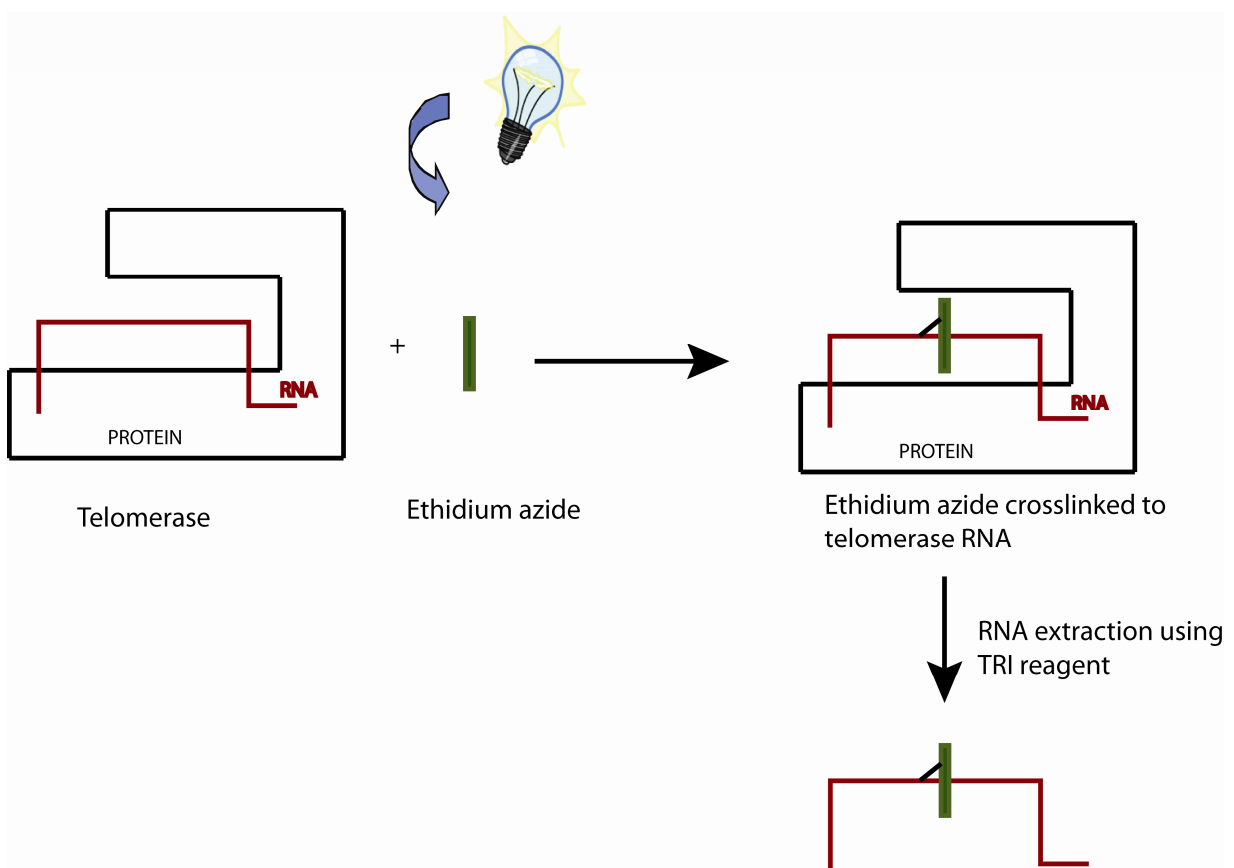 +
RNA
PROTEIN
Telomerase
Ethidium azide
RNA
PROTEIN
Ethidium azide crosslinked to
telomerase RNA
RNA extraction using
TRI reagent